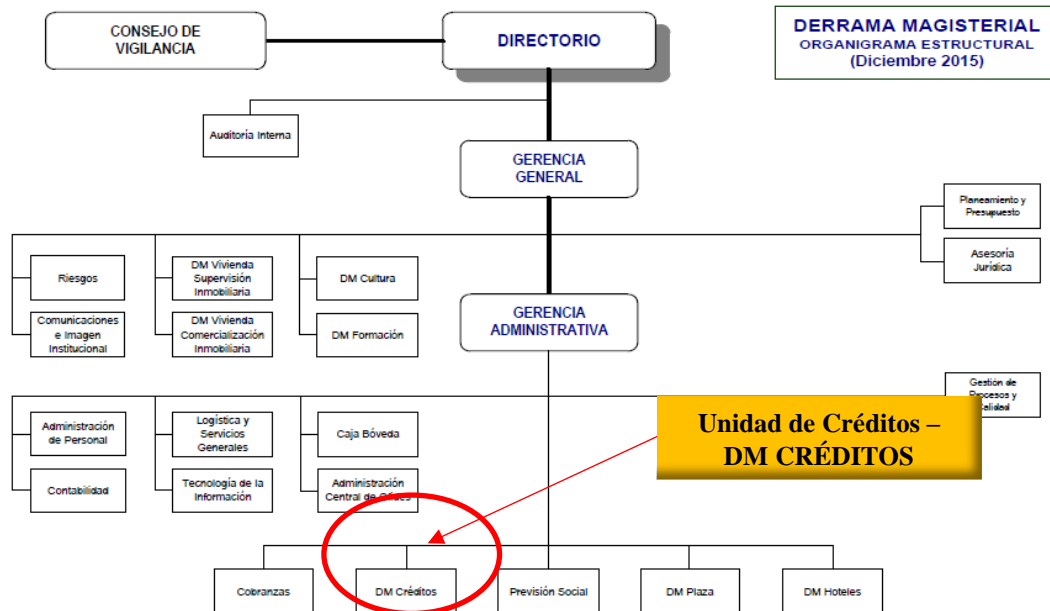 CONSEJO DE
VIGILANCIA
DIRECTORIO
DERRAMA MAGISTERIAL
ORGANIGRAMA ESTRUCTURAL
(Diciembre 2015)
Auditoría Interna
GERENCIA
GENERAL
Planeamiento y
Presupuesto
Asesoría
Jurídica
Riesgos
DM Vivienda
Supervisión
Inmobiliaria
DM Cultura
Comunicaciones
e Imagen
Institucional
DM Vivienda
Comercialización
Inmobiliaria
DM Formación
GERENCIA
ADMINISTRATIVA
Gestión de
Procesos y
Calidad
Unidad de Créditos –
DM CRÉDITOS
Administración
de Personal
Logística y
Servicios
Generales
Caja Bóveda
Contabilidad
Tecnología de la
Información
Administración
Central de
Cobranzas
DM Créditos
Previsión Social
DM Plaza
DM Hoteles